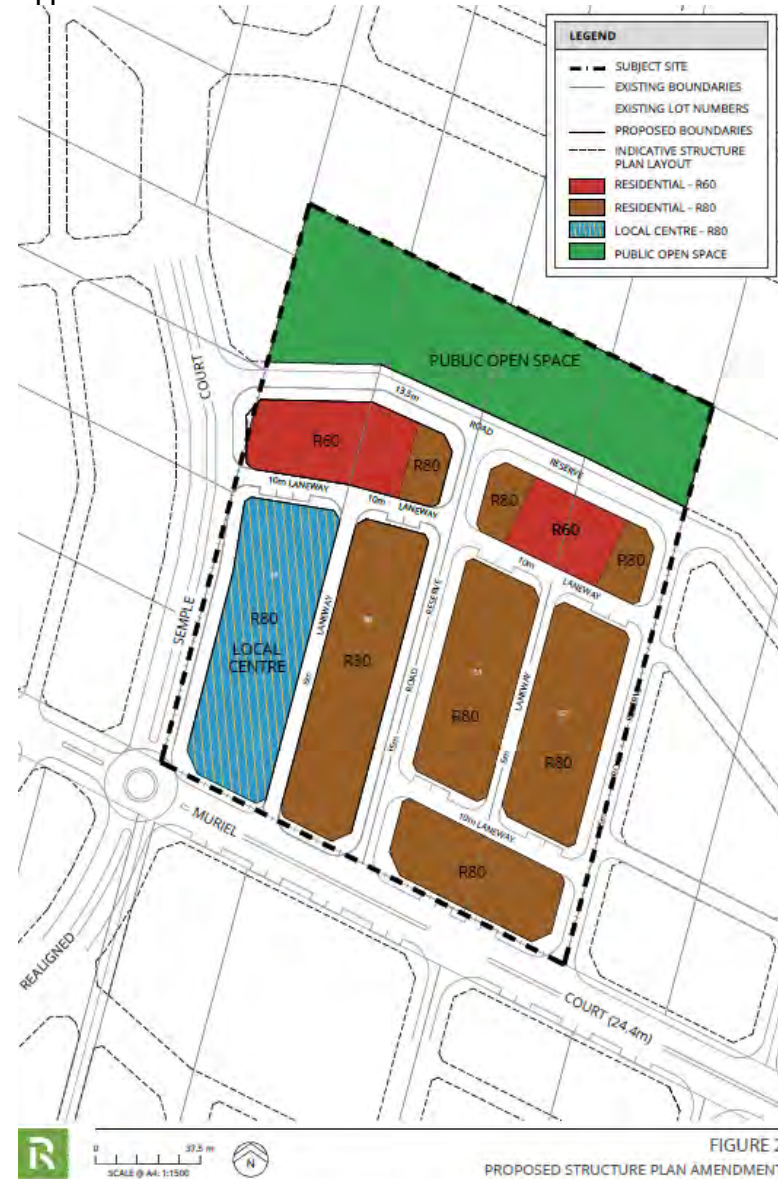 LEGEND
SUBJECT SITE
EXISTING BOUNDARIES
EXISTING LOT NUMBERS
PROPOSED BOUNDARIES
INDICATIVE STRUCTURE
PLAN LAYOUT
RESIDENTIAL - R60
RESIDENTIAL - R80
LOCAL CENTRE - R80
PUBLIC OPEN SPACE
PUBLIC OPEN SPACE
COURT
13.5m
ROAD
RESERVE
R60
R80
10m LANEWAY
10m LANEWAY
R80
R60
R80
10m
LANEWAY
SEMPLE
R80
LOCAL
CENTRE
LANEWAY
R80
RESERVE
ROAD
15m
R80
LANEWAY
6m
R80
10m LANEWAY
R80
MURIEL
REALIGNED
COURT (24.4m)
R
0 37.5 m
SCALE @ A4: 1:1500
N
FIGURE 2
PROPOSED STRUCTURE PLAN AMENDMENT